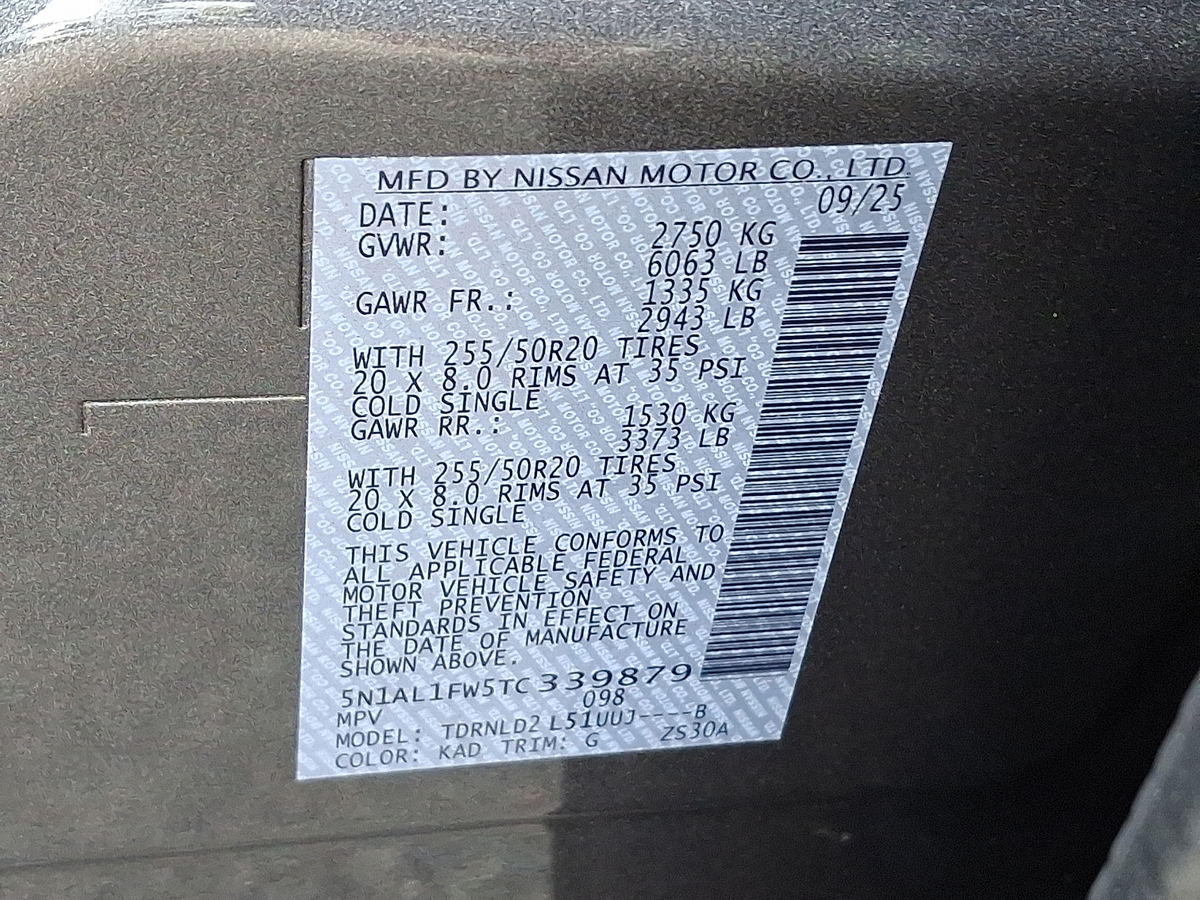 MFD BY NISSAN MOTOR CO., LTD.
DATE: 09/25
GVWR: 2750 KG
6063 LB
GAWR FR.: 1335 KG
2943 LB
WITH 255/50R20 TIRES
20 X 8.0 RIMS AT 35 PSI
COLD SINGLE
GAWR RR.: 1530 KG
3373 LB
WITH 255/50R20 TIRES
20 X 8.0 RIMS AT 35 PSI
COLD SINGLE
THIS VEHICLE CONFORMS TO
ALL APPLICABLE FEDERAL
MOTOR VEHICLE SAFETY AND
THEFT PREVENTION
STANDARDS IN EFFECT ON
THE DATE OF MANUFACTURE
SHOWN ABOVE.
5N1AL1FW5TC339879
MPV 098
MODEL: TDRNLD2 L51UUJ----B
COLOR: KAD TRIM: G ZS30A